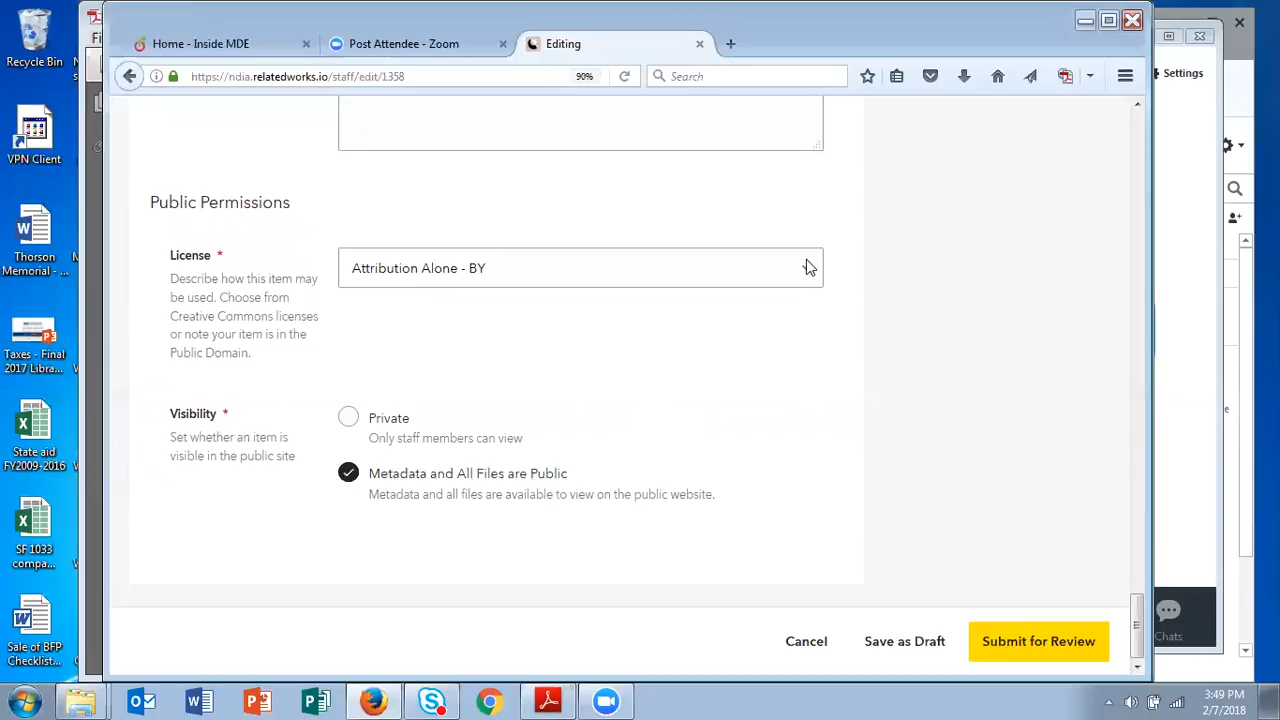 Recycle Bin
VPN Client
Thorson
Memorial - ...
Taxes - Final
2017 Libra...
State aid
FY2009-2016
SF 1033
compa...
Sale of BFP
Checklist...
Home - Inside MDE
Post Attendee - Zoom
Editing
https://ndia.relatedworks.io/staff/edit/1358
90%
Search
Settings
Public Permissions
License *
Describe how this item may
be used. Choose from
Creative Commons licenses
or note your item is in the
Public Domain.
Attribution Alone - BY
Visibility *
Set whether an item is
visible in the public site
Private
Only staff members can view
Metadata and All Files are Public
Metadata and all files are available to view on the public website.
Cancel
Save as Draft
Submit for Review
Chats
3:49 PM
2/7/2018